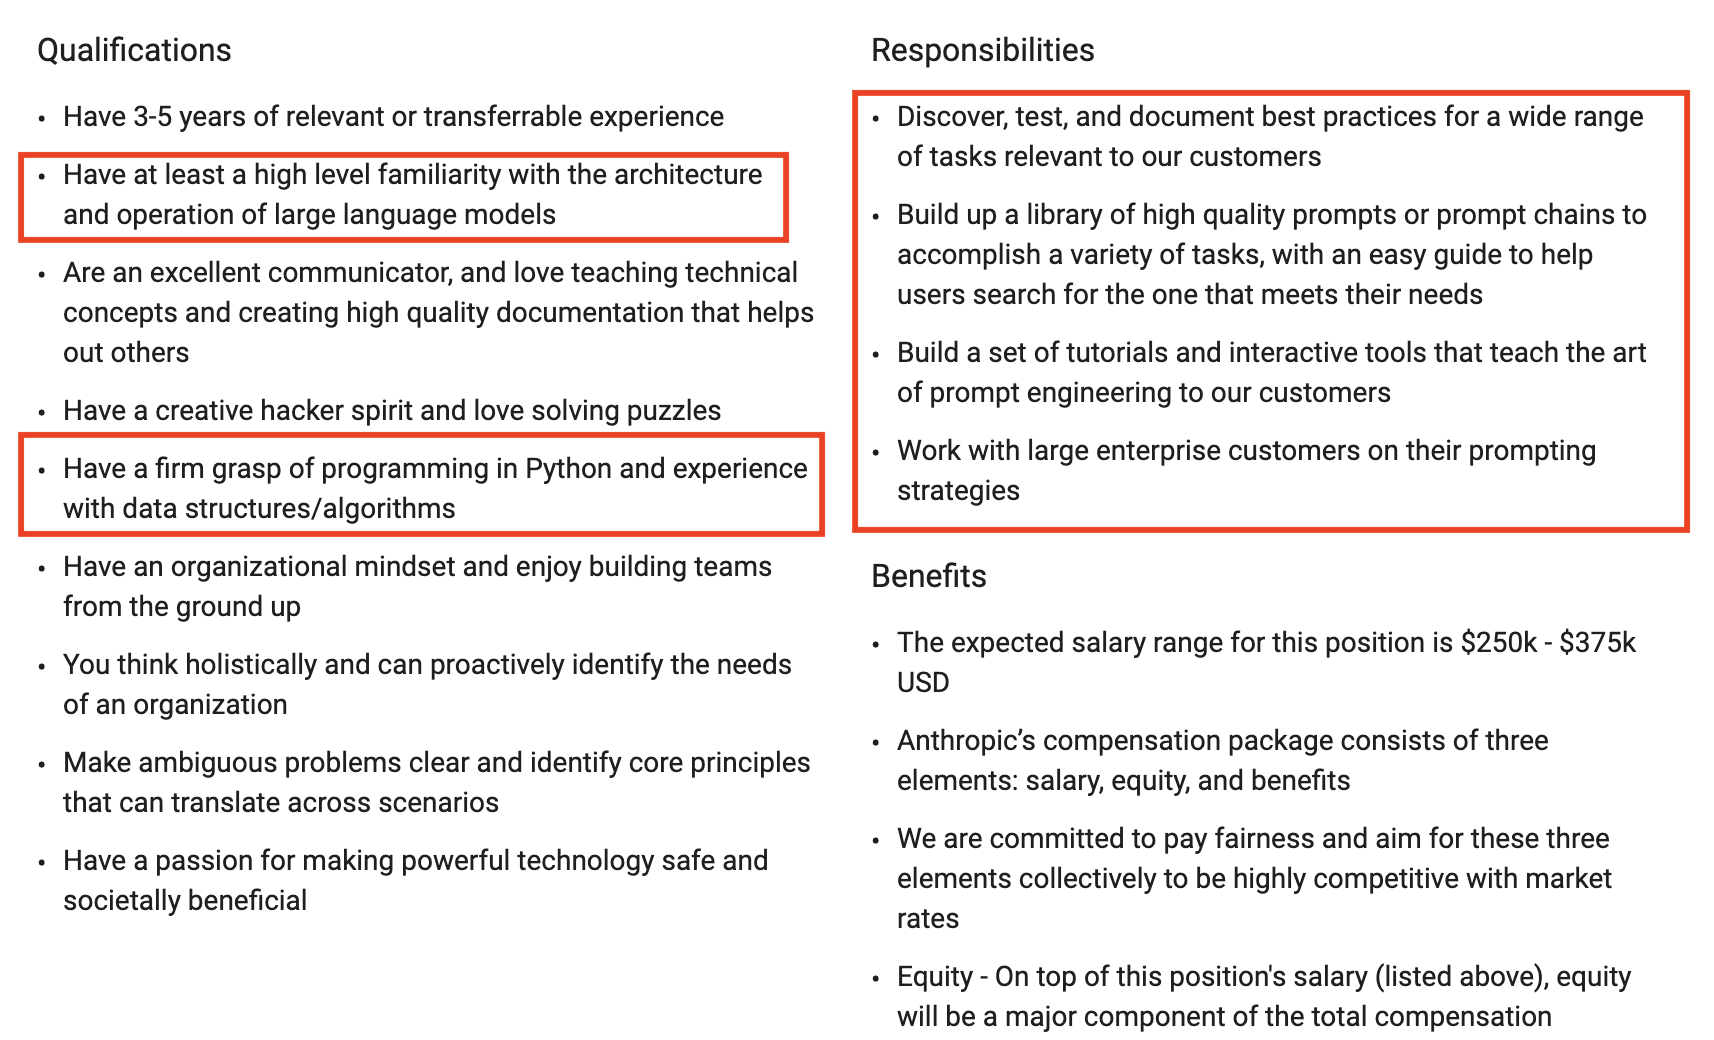 Qualifications
• Have 3-5 years of relevant or transferrable experience
• Have at least a high level familiarity with the architecture
and operation of large language models
• Are an excellent communicator, and love teaching technical
concepts and creating high quality documentation that helps
out others
• Have a creative hacker spirit and love solving puzzles
• Have a firm grasp of programming in Python and experience
with data structures/algorithms
• Have an organizational mindset and enjoy building teams
from the ground up
• You think holistically and can proactively identify the needs
of an organization
• Make ambiguous problems clear and identify core principles
that can translate across scenarios
• Have a passion for making powerful technology safe and
societally beneficial
Responsibilities
• Discover, test, and document best practices for a wide range
of tasks relevant to our customers
• Build up a library of high quality prompts or prompt chains to
accomplish a variety of tasks, with an easy guide to help
users search for the one that meets their needs
• Build a set of tutorials and interactive tools that teach the art
of prompt engineering to our customers
• Work with large enterprise customers on their prompting
strategies
Benefits
• The expected salary range for this position is $250k - $375k
USD
• Anthropic’s compensation package consists of three
elements: salary, equity, and benefits
• We are committed to pay fairness and aim for these three
elements collectively to be highly competitive with market
rates
• Equity - On top of this position's salary (listed above), equity
will be a major component of the total compensation